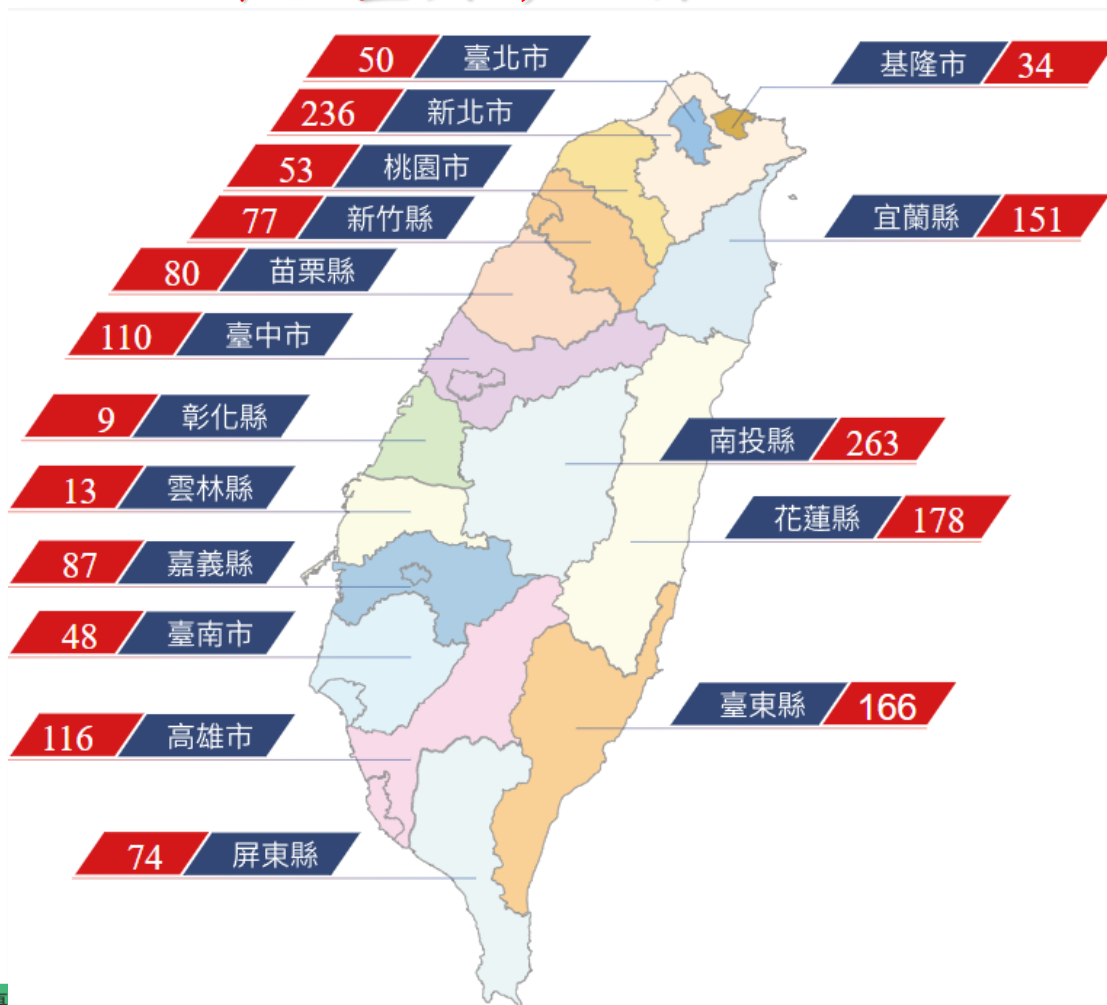 50 臺北市
基隆市 34
236 新北市
53 桃園市
77 新竹縣
宜蘭縣 151
80 苗栗縣
110 臺中市
9 彰化縣
南投縣 263
13 雲林縣
花蓮縣 178
87 嘉義縣
48 臺南市
臺東縣 166
116 高雄市
74 屏東縣